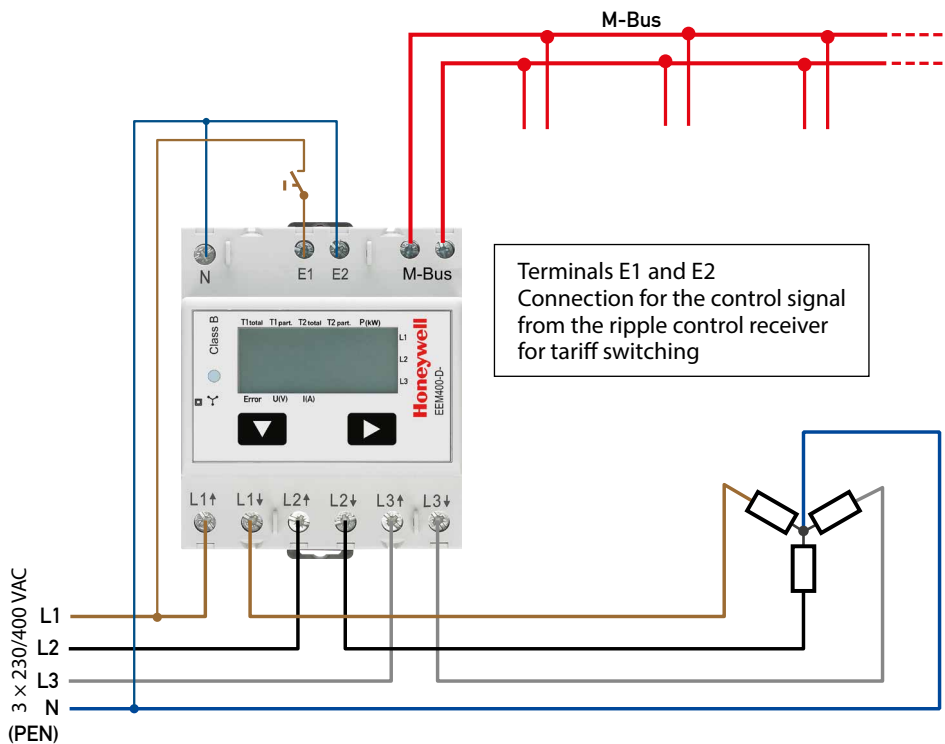 M-Bus
N
E1
E2
M-Bus
Terminals E1 and E2
Connection for the control signal
from the ripple control receiver
for tariff switching
Class B
T1 total T1 part. T2 total T2 part. P (kW)
L1
L2
L3
Error U(V) I(A)
Honeywell
EEM400-D-
L1↑ L1↓ L2↑ L2↓ L3↑ L3↓
3 × 230/400 VAC
L1
L2
L3
N
(PEN)